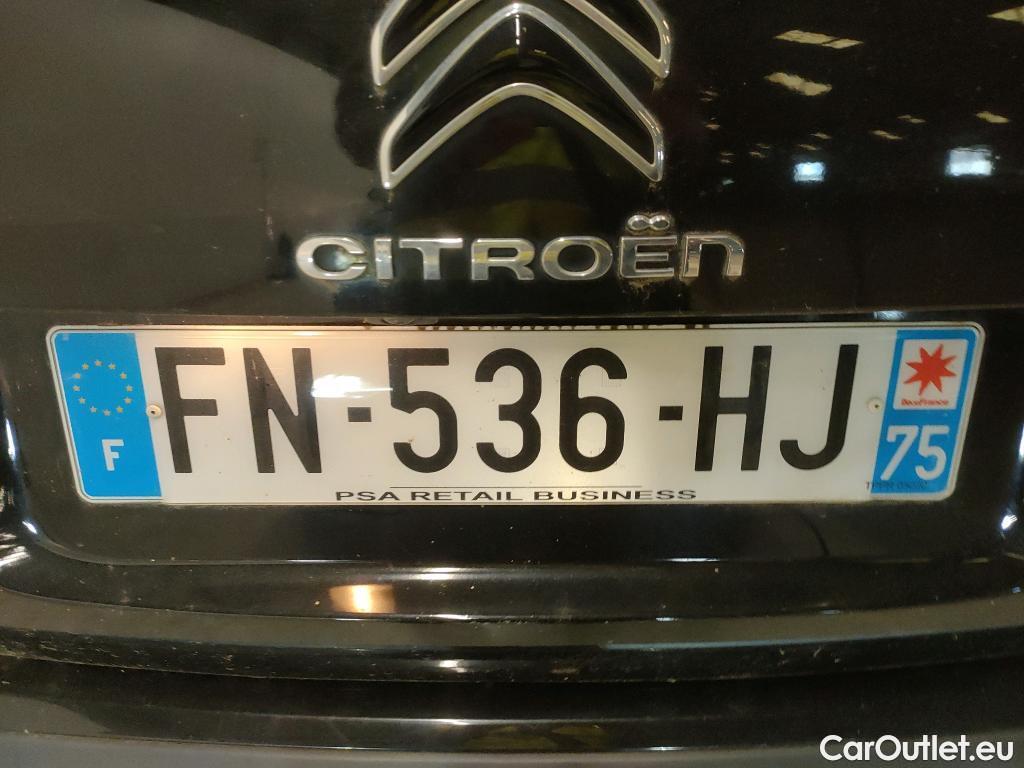 CITROËN
F
FN-536-HJ
75
PSA RETAIL BUSINESS
CarOutlet.eu